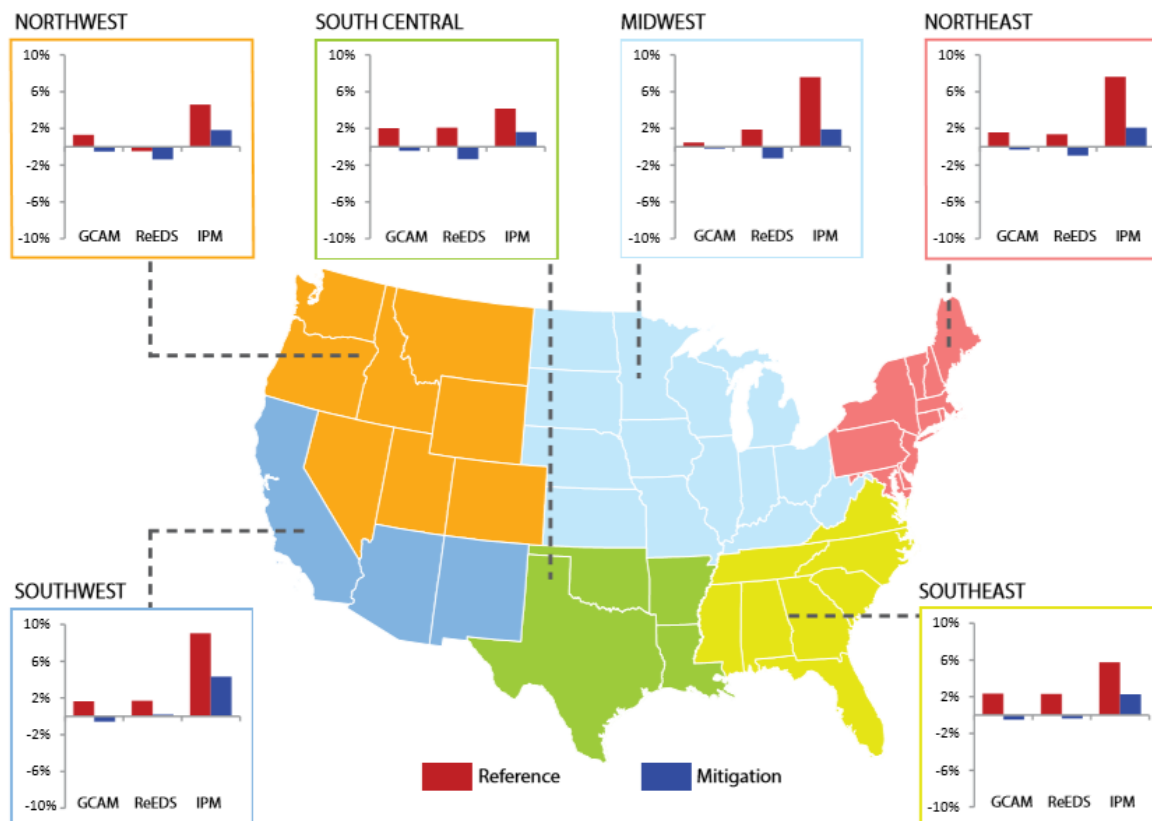 NORTHWEST
10%
6%
2%
-2%
-6%
-10%
GCAM ReEDS IPM
SOUTH CENTRAL
10%
6%
2%
-2%
-6%
-10%
GCAM ReEDS IPM
MIDWEST
10%
6%
2%
-2%
-6%
-10%
GCAM ReEDS IPM
NORTHEAST
10%
6%
2%
-2%
-6%
-10%
GCAM ReEDS IPM
SOUTHWEST
10%
6%
2%
-2%
-6%
-10%
GCAM ReEDS IPM
SOUTHEAST
10%
6%
2%
-2%
-6%
-10%
GCAM ReEDS IPM
Reference Mitigation